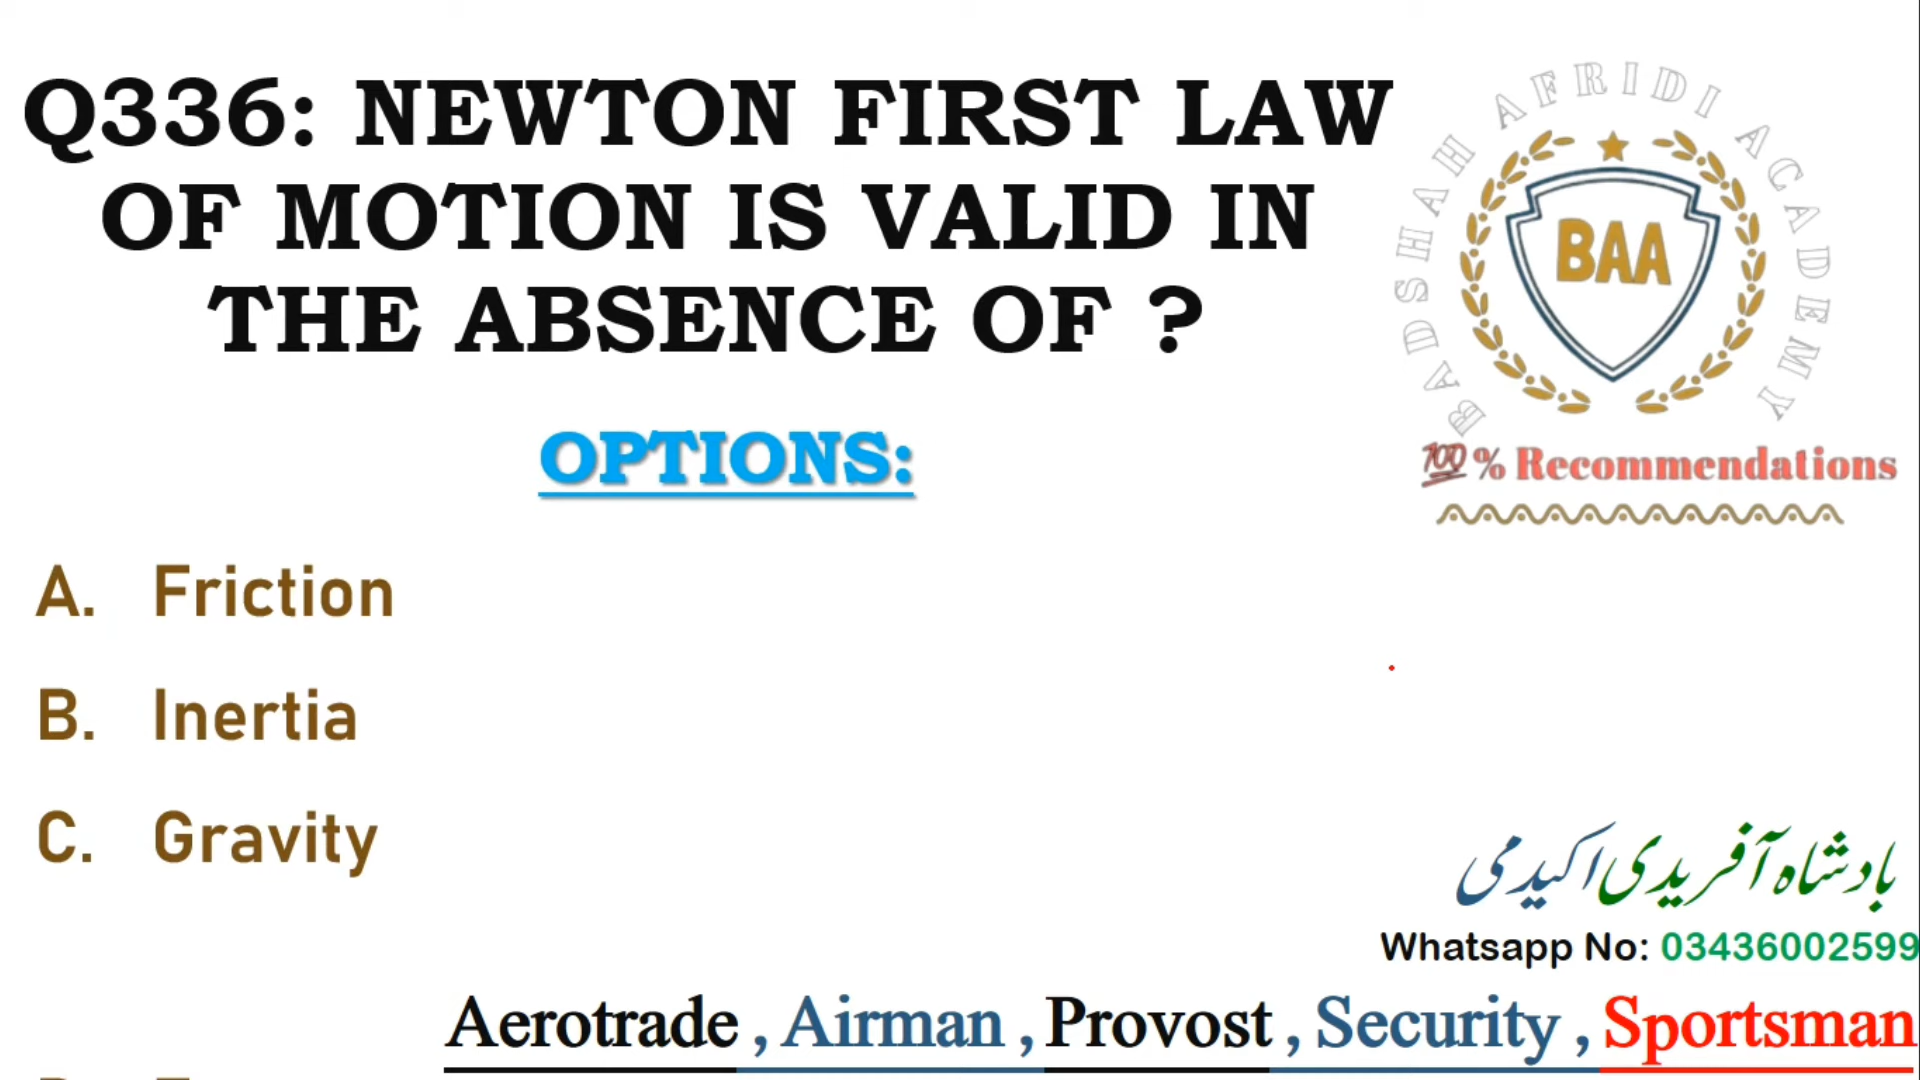 Q336: NEWTON FIRST LAW
OF MOTION IS VALID IN
THE ABSENCE OF ?
BADSHAH AFRIDI ACADEMY
BAA
💯% Recommendations
OPTIONS:
A. Friction
B. Inertia
C. Gravity
بادشاہ آفریدی اکیڈمی
Whatsapp No: 03436002599
Aerotrade , Airman , Provost , Security , Sportsman